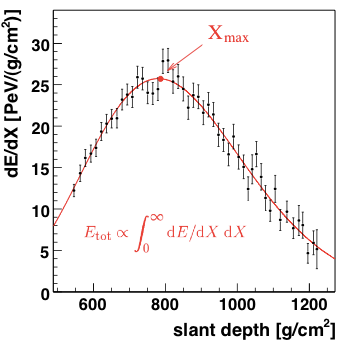 dE/dX [PeV/(g/cm²)]
30
25
20
15
10
5
0
X_max
E_tot ∝ ∫₀^∞ dE/dX dX
600 800 1000 1200
slant depth [g/cm²]